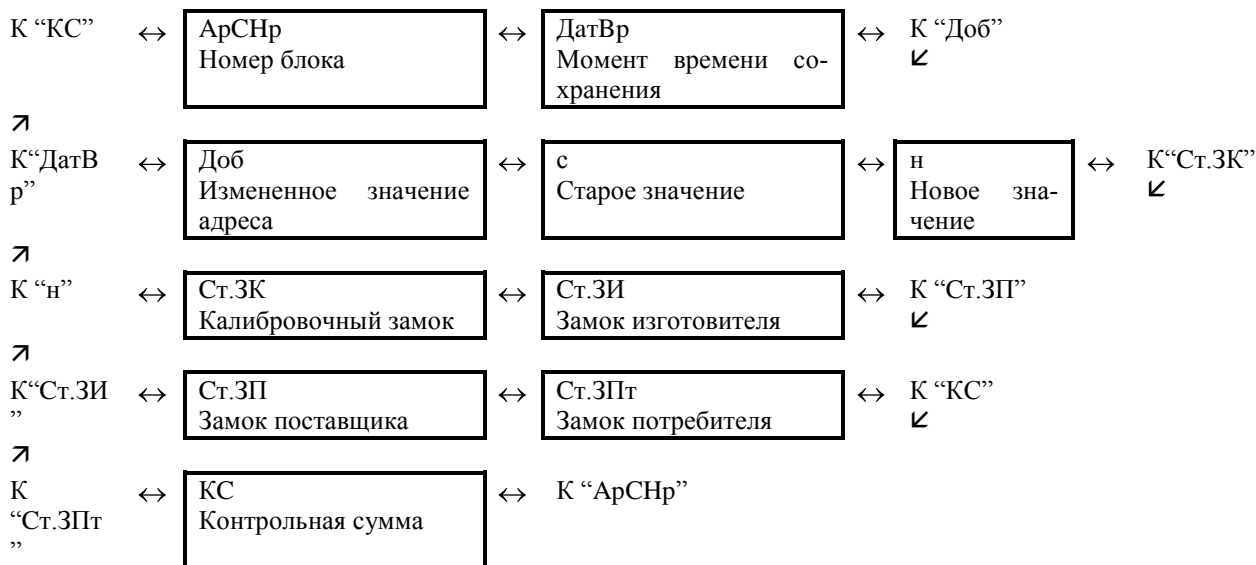 К “КС” ↔ АрСНр ↔ ДатВр ↔ К “Доб”
Номер блока Момент времени со- ↙
хранения
↗
К“ДатВ ↔ Доб ↔ с ↔ н ↔ К“Ст.ЗК”
р” Измененное значение Старое значение Новое зна- ↙
адреса чение
↗
К “н” ↔ Ст.ЗК ↔ Ст.ЗИ ↔ К “Ст.ЗП”
Калибровочный замок Замок изготовителя ↙
↗
К“Ст.ЗИ ↔ Ст.ЗП ↔ Ст.ЗПт ↔ К “КС”
” Замок поставщика Замок потребителя ↙
↗
К ↔ КС ↔ К “АрСНр”
“Ст.ЗПт Контрольная сумма
”